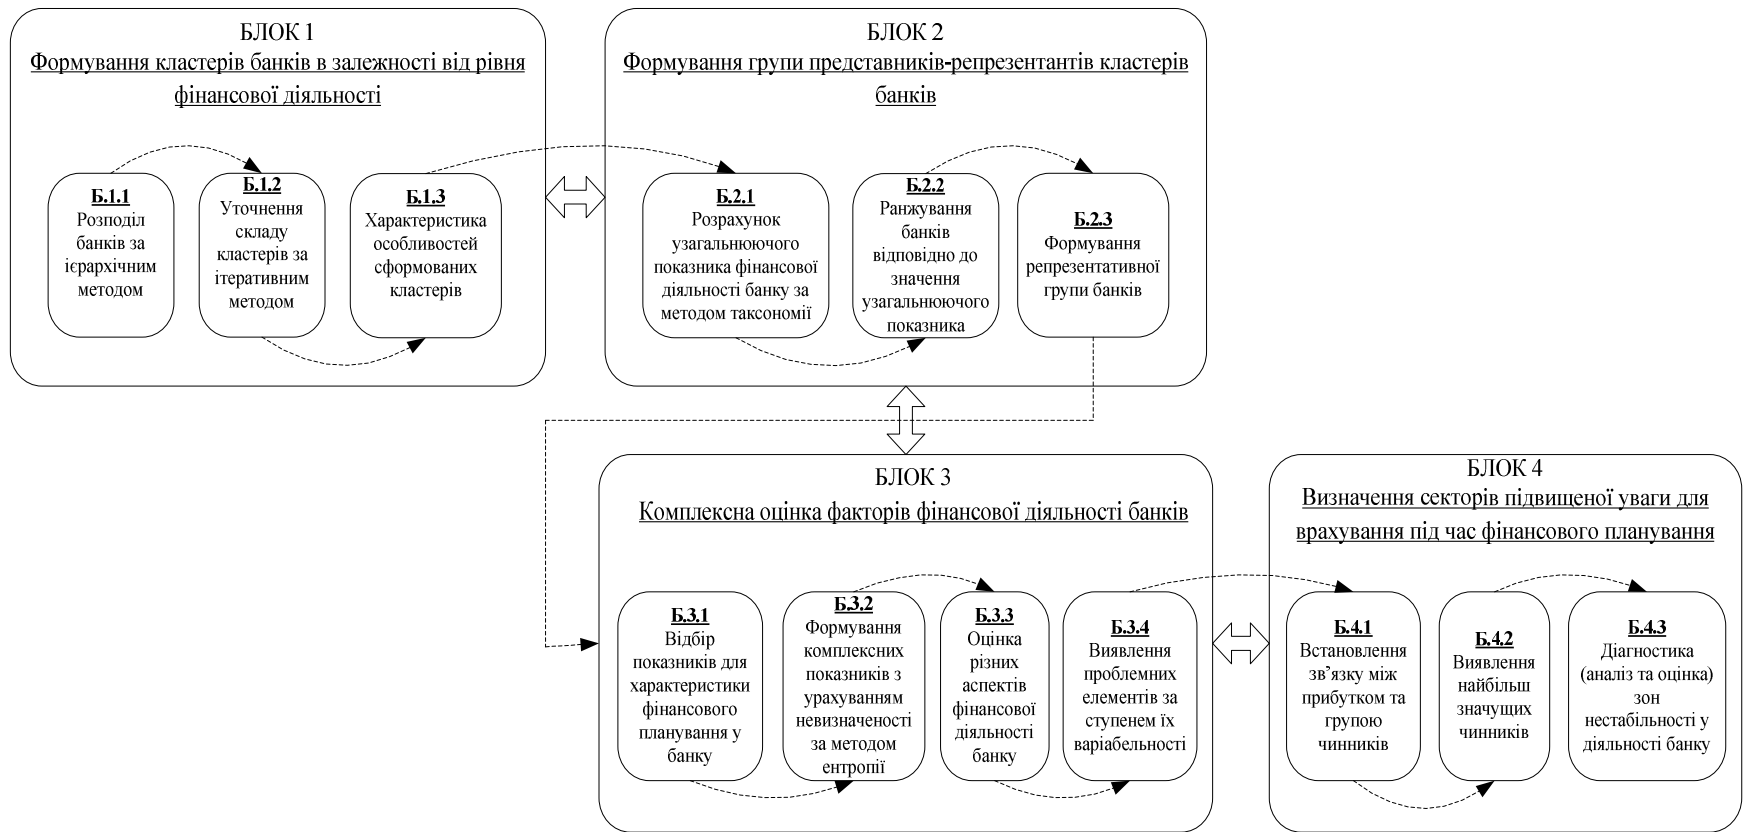 БЛОК 1
Формування кластерів банків в залежності від рівня
фінансової діяльності
Б.1.1
Розподіл
банків за
ієрархічним
методом
Б.1.2
Уточнення
складу
кластерів за
ітеративним
методом
Б.1.3
Характеристика
особливостей
сформованих
кластерів
БЛОК 2
Формування групи представників-репрезентантів кластерів
банків
Б.2.1
Розрахунок
узагальнюючого
показника фінансової
діяльності банку за
методом таксономії
Б.2.2
Ранжування
банків
відповідно до
значення
узагальнюючого
показника
Б.2.3
Формування
репрезентативної
групи банків
БЛОК 3
Комплексна оцінка факторів фінансової діяльності банків
Б.3.1
Відбір
показників для
характеристики
фінансового
планування у
банку
Б.3.2
Формування
комплексних
показників з
урахуванням
невизначеності
за методом
ентропії
Б.3.3
Оцінка
різних
аспектів
фінансової
діяльності
банку
Б.3.4
Виявлення
проблемних
елементів за
ступенем їх
варіабельності
БЛОК 4
Визначення секторів підвищеної уваги для
врахування під час фінансового планування
Б.4.1
Встановлення
зв’язку між
прибутком та
групою
чинників
Б.4.2
Виявлення
найбільш
значущих
чинників
Б.4.3
Діагностика
(аналіз та оцінка)
зон
нестабільності у
діяльності банку